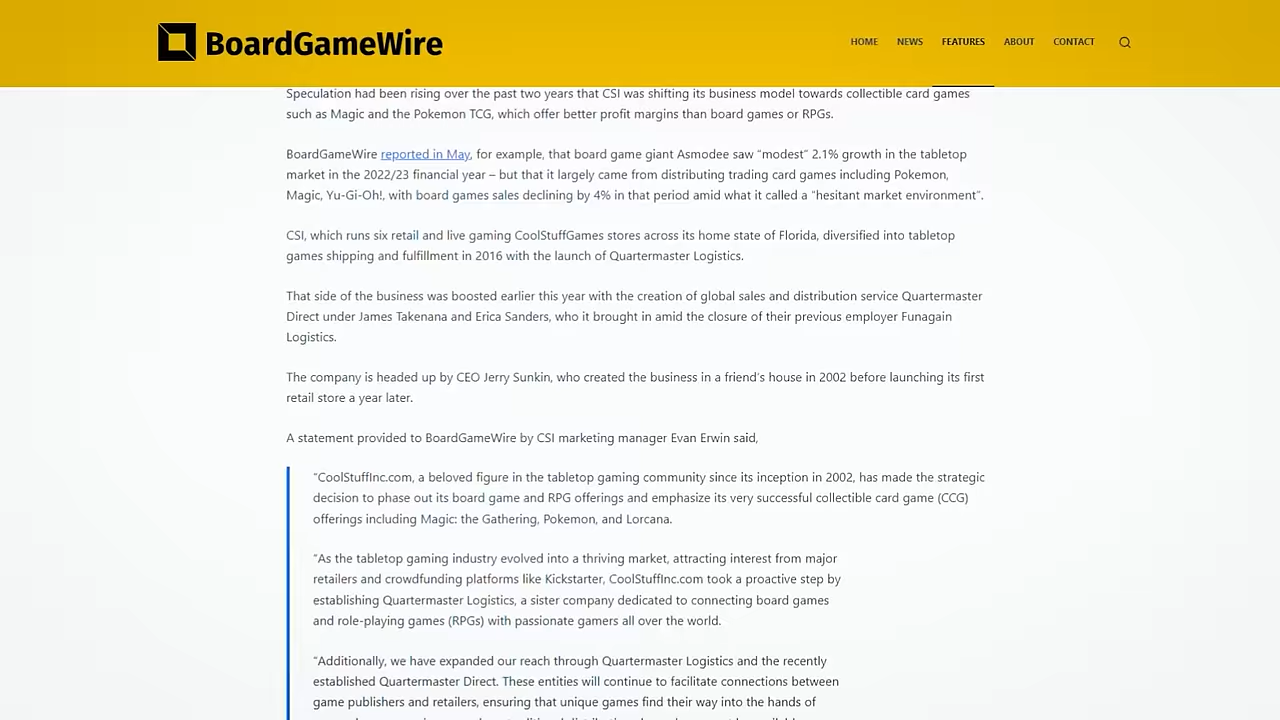 BoardGameWire
HOME NEWS FEATURES ABOUT CONTACT
Speculation had been rising over the past two years that CSI was shifting its business model towards collectible card games
such as Magic and the Pokemon TCG, which offer better profit margins than board games or RPGs.
BoardGameWire reported in May, for example, that board game giant Asmodee saw “modest” 2.1% growth in the tabletop
market in the 2022/23 financial year – but that it largely came from distributing trading card games including Pokemon,
Magic, Yu-Gi-Oh!, with board games sales declining by 4% in that period amid what it called a “hesitant market environment”.
CSI, which runs six retail and live gaming CoolStuffGames stores across its home state of Florida, diversified into tabletop
games shipping and fulfillment in 2016 with the launch of Quartermaster Logistics.
That side of the business was boosted earlier this year with the creation of global sales and distribution service Quartermaster
Direct under James Takenana and Erica Sanders, who it brought in amid the closure of their previous employer Funagain
Logistics.
The company is headed up by CEO Jerry Sunkin, who created the business in a friend’s house in 2002 before launching its first
retail store a year later.
A statement provided to BoardGameWire by CSI marketing manager Evan Erwin said,
“CoolStuffInc.com, a beloved figure in the tabletop gaming community since its inception in 2002, has made the strategic
decision to phase out its board game and RPG offerings and emphasize its very successful collectible card game (CCG)
offerings including Magic: the Gathering, Pokemon, and Lorcana.
“As the tabletop gaming industry evolved into a thriving market, attracting interest from major
retailers and crowdfunding platforms like Kickstarter, CoolStuffInc.com took a proactive step by
establishing Quartermaster Logistics, a sister company dedicated to connecting board games
and role-playing games (RPGs) with passionate gamers all over the world.
“Additionally, we have expanded our reach through Quartermaster Logistics and the recently
established Quartermaster Direct. These entities will continue to facilitate connections between
game publishers and retailers, ensuring that unique games find their way into the hands of